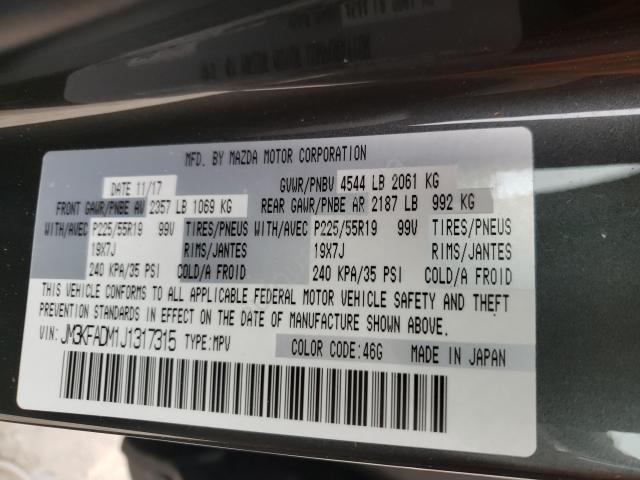 MFD. BY MAZDA MOTOR CORPORATION
DATE 11/17 GVWR/PNBV 4544 LB 2061 KG
FRONT GAWR/PNBE AV 2357 LB 1069 KG REAR GAWR/PNBE AR 2187 LB 992 KG
WITH/AVEC P225/55R19 99V TIRES/PNEUS WITH/AVEC P225/55R19 99V TIRES/PNEUS
19X7J RIMS/JANTES 19X7J RIMS/JANTES
240 KPA/35 PSI COLD/A FROID 240 KPA/35 PSI COLD/A FROID
THIS VEHICLE CONFORMS TO ALL APPLICABLE FEDERAL MOTOR VEHICLE SAFETY AND THEFT
PREVENTION STANDARDS IN EFFECT ON THE DATE OF MANUFACTURE SHOWN ABOVE.
VIN: JM3KFADM1J1317315 TYPE: MPV COLOR CODE: 46G MADE IN JAPAN